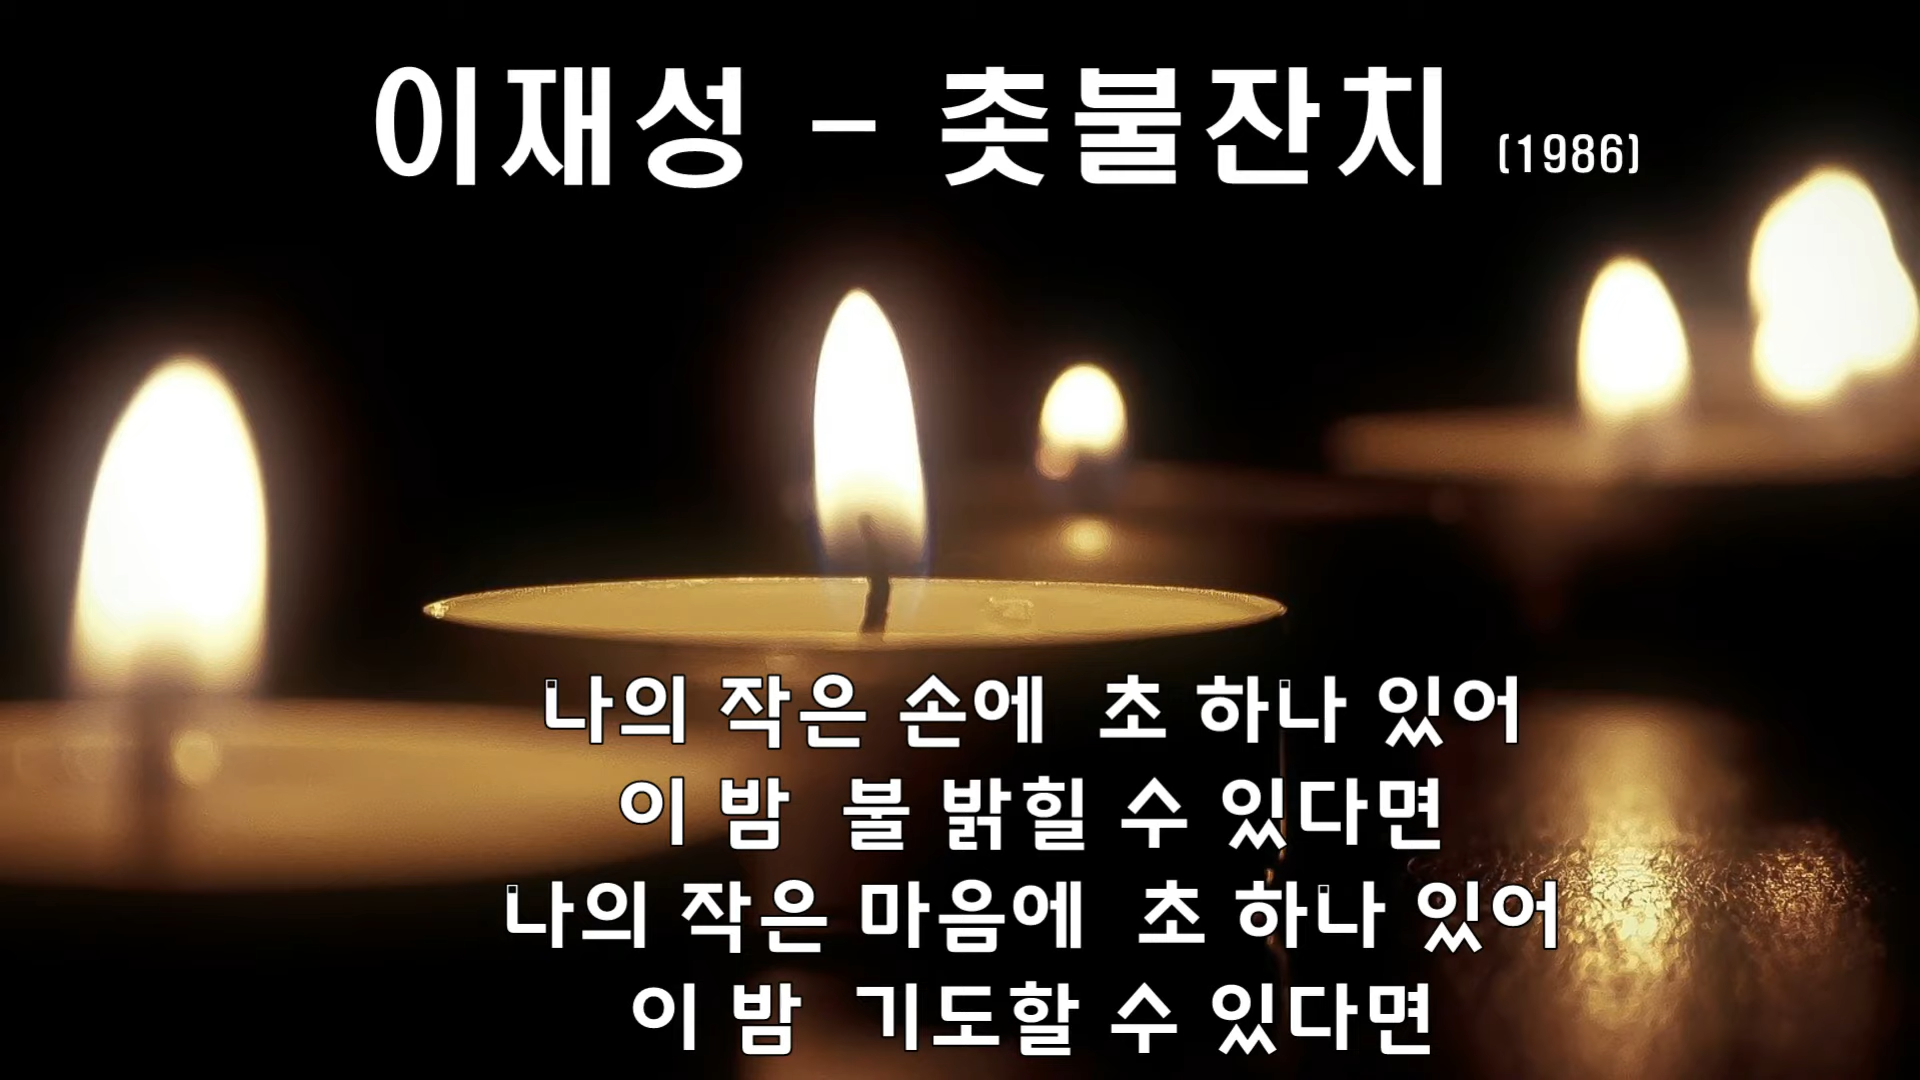 이재성 - 촛불잔치 (1986)
나의 작은 손에 초 하나 있어
이 밤 불 밝힐 수 있다면
나의 작은 마음에 초 하나 있어
이 밤 기도할 수 있다면